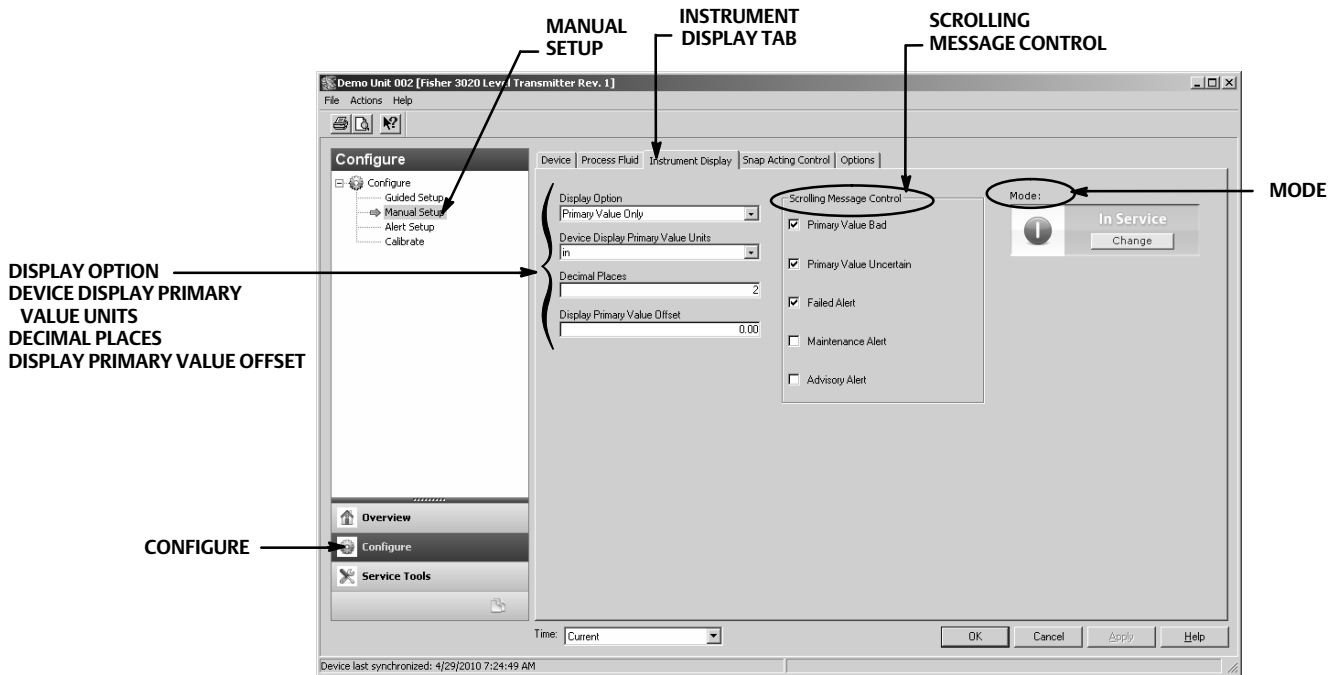 MANUAL
SETUP
INSTRUMENT
DISPLAY TAB
SCROLLING
MESSAGE CONTROL
Demo Unit 002 [Fisher 3020 Level Transmitter Rev. 1]
File Actions Help
Configure
Configure
Guided Setup
Manual Setup
Alert Setup
Calibrate
Device
Process Fluid
Instrument Display
Snap Acting Control
Options
Display Option
Primary Value Only
Device Display Primary Value Units
in
Decimal Places
2
Display Primary Value Offset
0.00
Scrolling Message Control
Primary Value Bad
Primary Value Uncertain
Failed Alert
Maintenance Alert
Advisory Alert
Mode:
In Service
Change
MODE
DISPLAY OPTION
DEVICE DISPLAY PRIMARY
VALUE UNITS
DECIMAL PLACES
DISPLAY PRIMARY VALUE OFFSET
CONFIGURE
Overview
Configure
Service Tools
Time:
Current
OK
Cancel
Apply
Help
Device last synchronized: 4/29/2010 7:24:49 AM